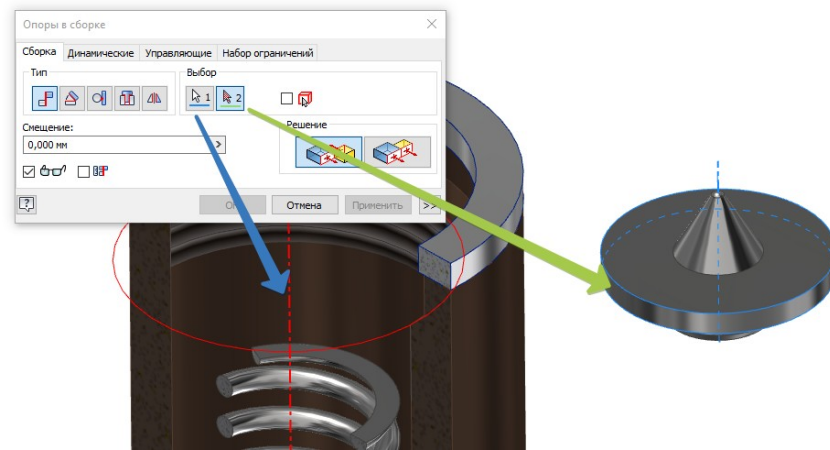 Опоры в сборке
Сборка Динамические Управляющие Набор ограничений
Тип
Выбор
1
2
Смещение:
0,000 мм
Решение
Отмена
Применить
>>